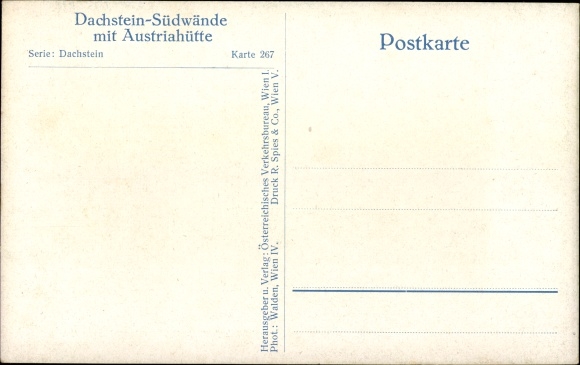 Dachstein-Südwände
mit Austriahütte
Serie: Dachstein Karte 267
Postkarte
Herausgeber u. Verlag: Österreichisches Verkehrsbureau, Wien I.
Phot.: Walden, Wien IV. Druck R. Spies & Co., Wien V.